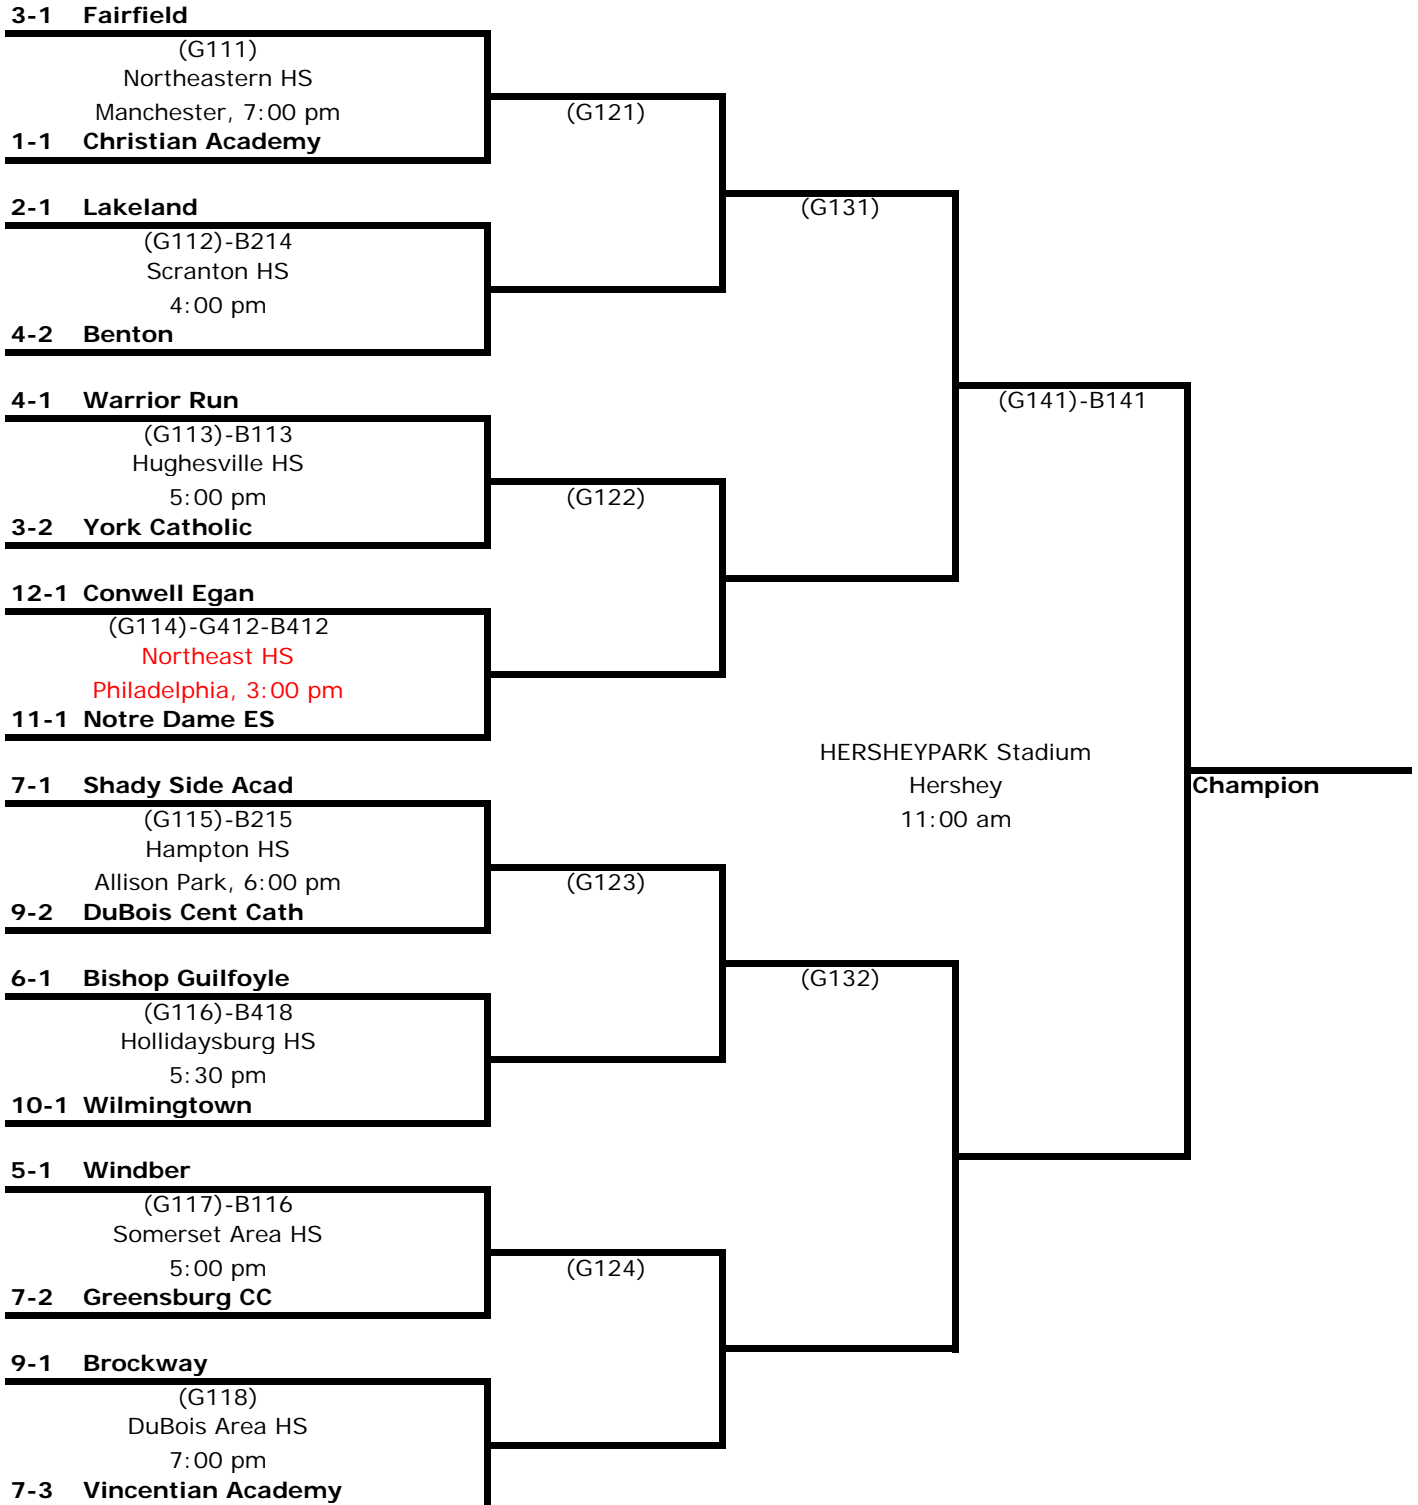 3-1 Fairfield
(G111)
Northeastern HS
Manchester, 7:00 pm
(G121)
1-1 Christian Academy
2-1 Lakeland
(G131)
(G112)-B214
Scranton HS
4:00 pm
4-2 Benton
4-1 Warrior Run
(G141)-B141
(G113)-B113
Hughesville HS
5:00 pm
(G122)
3-2 York Catholic
12-1 Conwell Egan
(G114)-G412-B412
Northeast HS
Philadelphia, 3:00 pm
11-1 Notre Dame ES
HERSHEYPARK Stadium
7-1 Shady Side Acad
Hershey
Champion
(G115)-B215
11:00 am
Hampton HS
Allison Park, 6:00 pm
(G123)
9-2 DuBois Cent Cath
6-1 Bishop Guilfoyle
(G132)
(G116)-B418
Hollidaysburg HS
5:30 pm
10-1 Wilmingtown
5-1 Windber
(G117)-B116
Somerset Area HS
5:00 pm
(G124)
7-2 Greensburg CC
9-1 Brockway
(G118)
DuBois Area HS
7:00 pm
7-3 Vincentian Academy